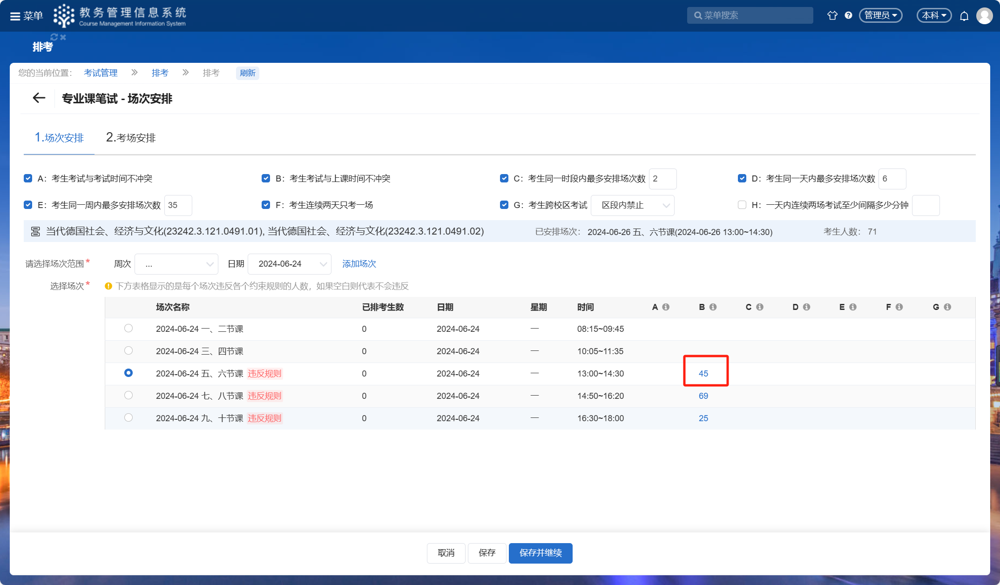 菜单 教务管理信息系统 菜单搜索 管理员 本科
Course Management Information System
排考
您的当前位置： 考试管理 排考 排考 刷新
专业课笔试 - 场次安排
1.场次安排 2.考场安排
A： 考生考试与考试时间不冲突 B： 考生考试与上课时间不冲突 C： 考生同一时段内最多安排场次数 2 D： 考生同一天内最多安排场次数 6
E： 考生同一周内最多安排场次数 35 F： 考生连续两天只考一场 G： 考生跨校区考试 区段内禁止 H： 一天内连续两场考试至少间隔多少分钟
当代德国社会、经济与文化(23242.3.121.0491.01), 当代德国社会、经济与文化(23242.3.121.0491.02) 已安排场次： 2024-06-26 五、六节课(2024-06-26 13:00~14:30) 考生人数： 71
请选择场次范围* 周次 ... 日期 2024-06-24 添加场次
选择场次* 下方表格显示的是每个场次违反各个约束规则的人数，如果空白则代表不会违反
场次名称 已排考生数 日期 星期 时间 A B C D E F G
2024-06-24 一、二节课 0 2024-06-24 一 08:15~09:45
2024-06-24 三、四节课 0 2024-06-24 一 10:05~11:35
2024-06-24 五、六节课 违反规则 0 2024-06-24 一 13:00~14:30 45
2024-06-24 七、八节课 违反规则 0 2024-06-24 一 14:50~16:20 69
2024-06-24 九、十节课 违反规则 0 2024-06-24 一 16:30~18:00 25
取消 保存 保存并继续